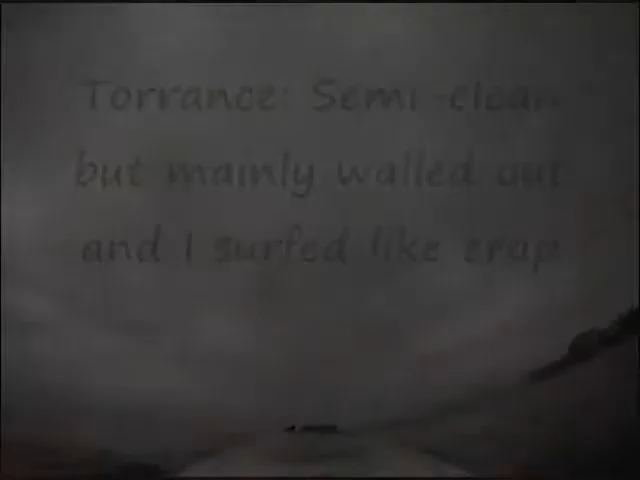 Torrance: Semi-clean
but mainly walled out
and I surfed like crap